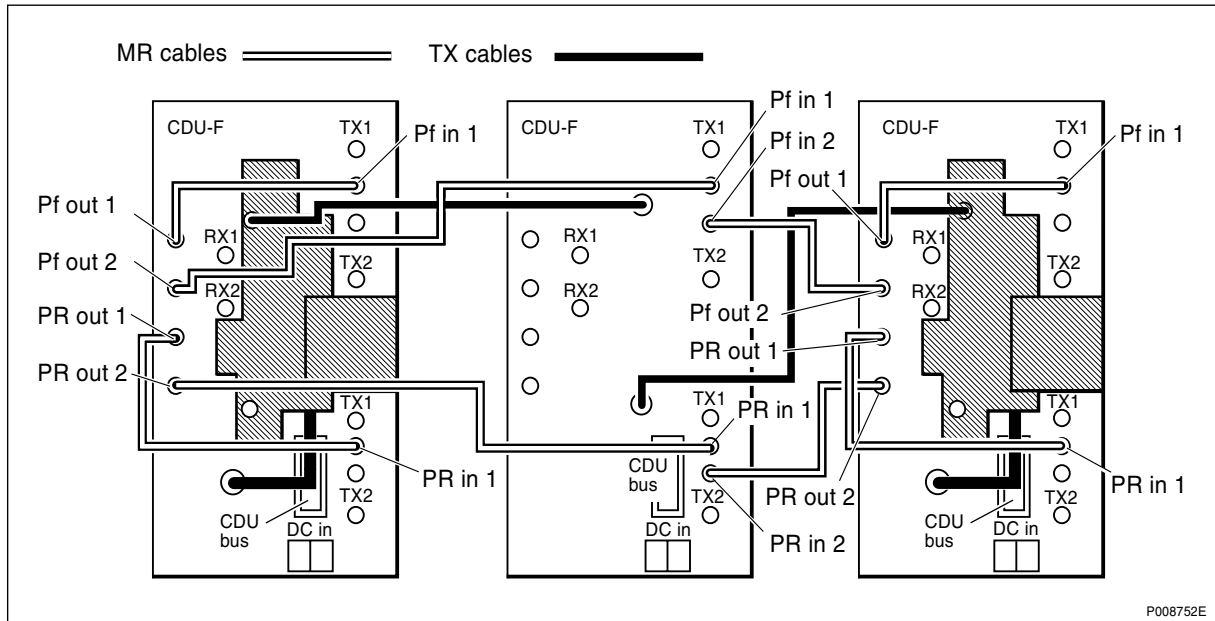 MR cables
TX cables
CDU-F
TX1
Pf in 1
Pf out 1
RX1
Pf out 2
RX2
TX2
PR out 1
PR out 2
TX1
PR in 1
TX2
CDU
bus
DC in
CDU-F
TX1
Pf in 1
Pf in 2
RX1
TX2
RX2
TX1
PR in 1
CDU
bus
TX2
DC in
PR in 2
CDU-F
TX1
Pf in 1
Pf out 1
RX1
TX2
RX2
Pf out 2
PR out 1
TX1
PR out 2
PR in 1
TX2
CDU
bus
DC in
P008752E